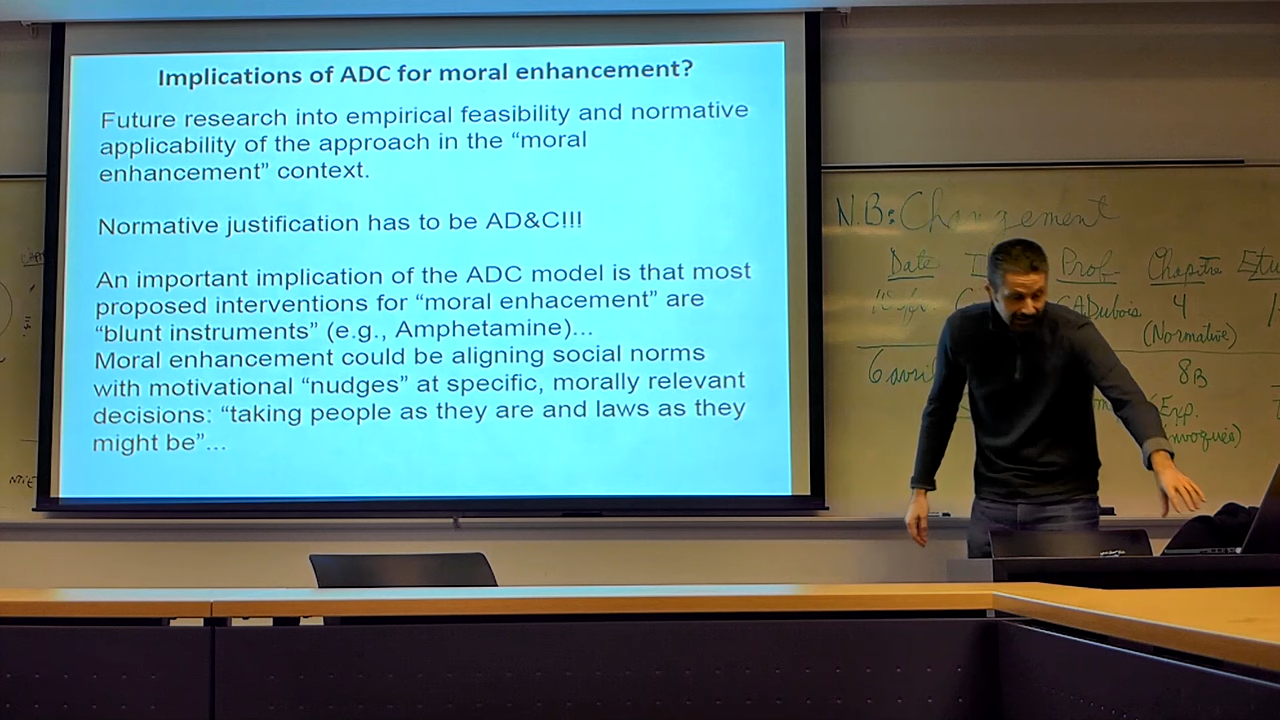 Implications of ADC for moral enhancement?
Future research into empirical feasibility and normative
applicability of the approach in the “moral
enhancement” context.
Normative justification has to be AD&C!!!
An important implication of the ADC model is that most
proposed interventions for “moral enhacement” are
“blunt instruments” (e.g., Amphetamine)...
Moral enhancement could be aligning social norms
with motivational “nudges” at specific, morally relevant
decisions: “taking people as they are and laws as they
might be”...
N.B: Changement
Date Prof Chapitre
Dubois 4
(Normative)
6 avril 8B
(Exp.